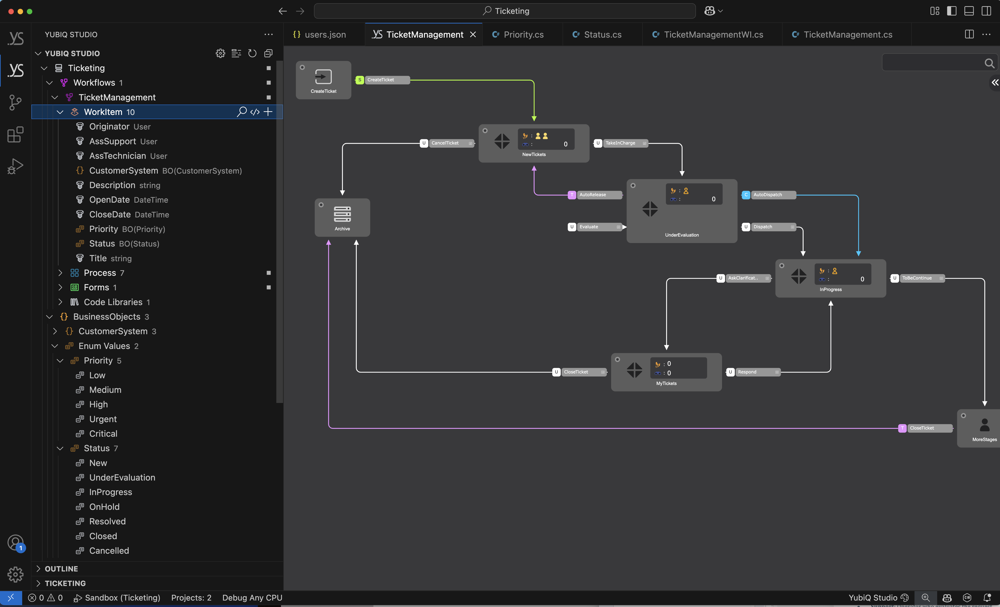 Ticketing
YUBIQ STUDIO
users.json
TicketManagement
Priority.cs
Status.cs
TicketManagementWI.cs
TicketManagement.cs
YUBIQ STUDIO
Ticketing
Workflows 1
TicketManagement
WorkItem 10
Originator User
AssSupport User
AssTechnician User
CustomerSystem BO(CustomerSystem)
Description string
OpenDate DateTime
CloseDate DateTime
Priority BO(Priority)
Status BO(Status)
Title string
Process 7
Forms 1
Code Libraries 1
BusinessObjects 3
CustomerSystem 3
Enum Values 2
Priority 5
Low
Medium
High
Urgent
Critical
Status 7
New
UnderEvaluation
InProgress
OnHold
Resolved
Closed
Cancelled
OUTLINE
TICKETING
CreateTicket
S CreateTicket
U CancelTicket
:
: 0
NewTickets
U TakeInCharge
T AutoRelease
:
: 0
C AutoDispatch
U Evaluate
U Dispatch
UnderEvaluation
Archive
U AskClarificat..
:
: 0
InProgress
U ToBeContinue
U CloseTicket
: 0
: 0
MyTickets
U Respond
T CloseTicket
MoreStages
1
0 0 Sandbox (Ticketing) Projects: 2 Debug Any CPU
YubiQ Studio